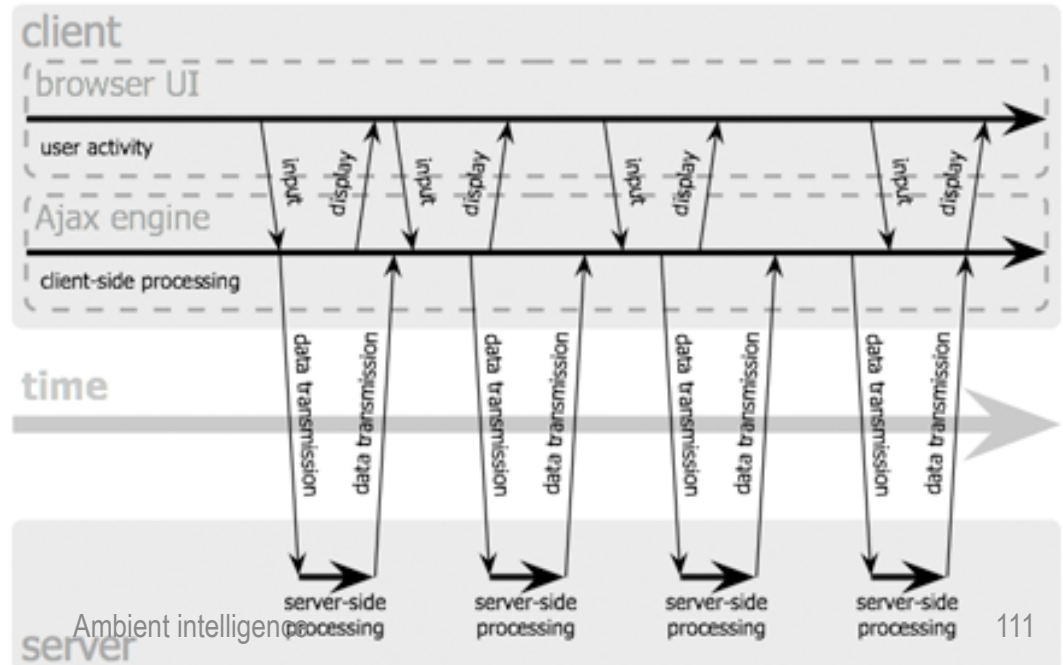 client
browser UI
user activity
input
display
input
display
input
display
input
display
Ajax engine
client-side processing
data transmission
data transmission
data transmission
data transmission
data transmission
data transmission
data transmission
data transmission
time
server-side
processing
server-side
processing
server-side
processing
server-side
processing
Ambient intelligence
111
server